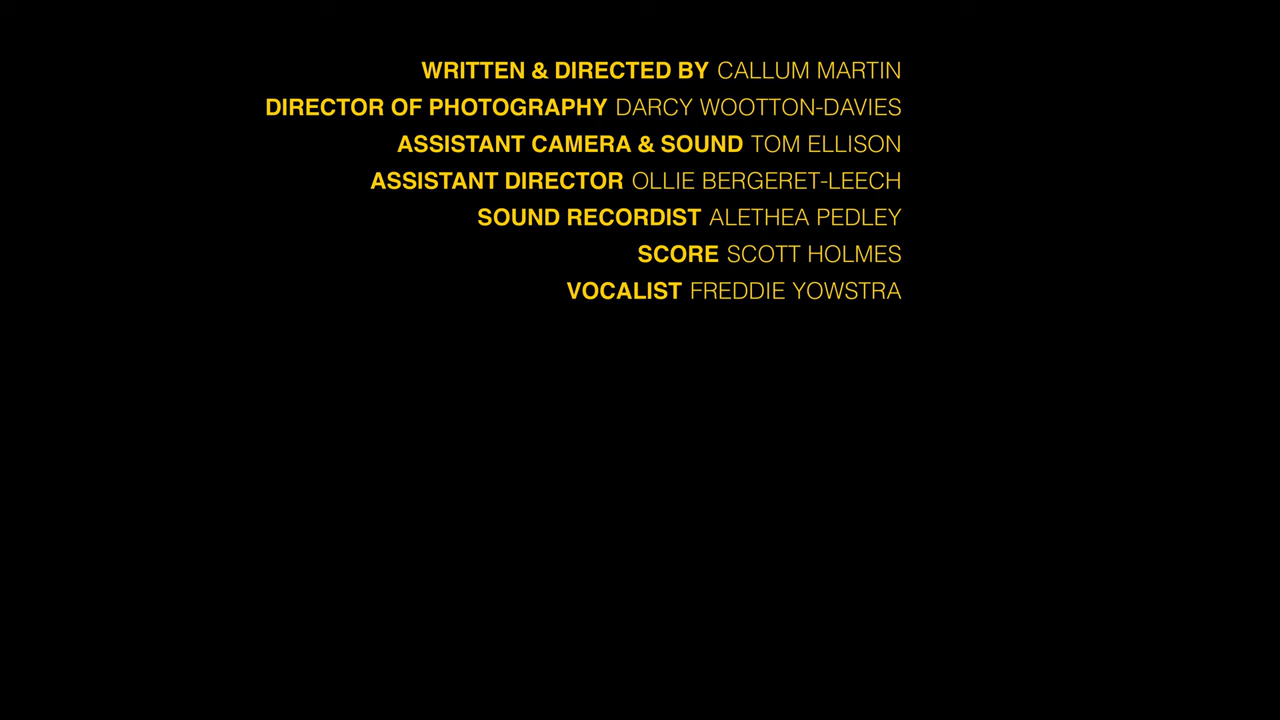 WRITTEN & DIRECTED BY CALLUM MARTIN
DIRECTOR OF PHOTOGRAPHY DARCY WOOTTON-DAVIES
ASSISTANT CAMERA & SOUND TOM ELLISON
ASSISTANT DIRECTOR OLLIE BERGERET-LEECH
SOUND RECORDIST ALETHEA PEDLEY
SCORE SCOTT HOLMES
VOCALIST FREDDIE YOWSTRA